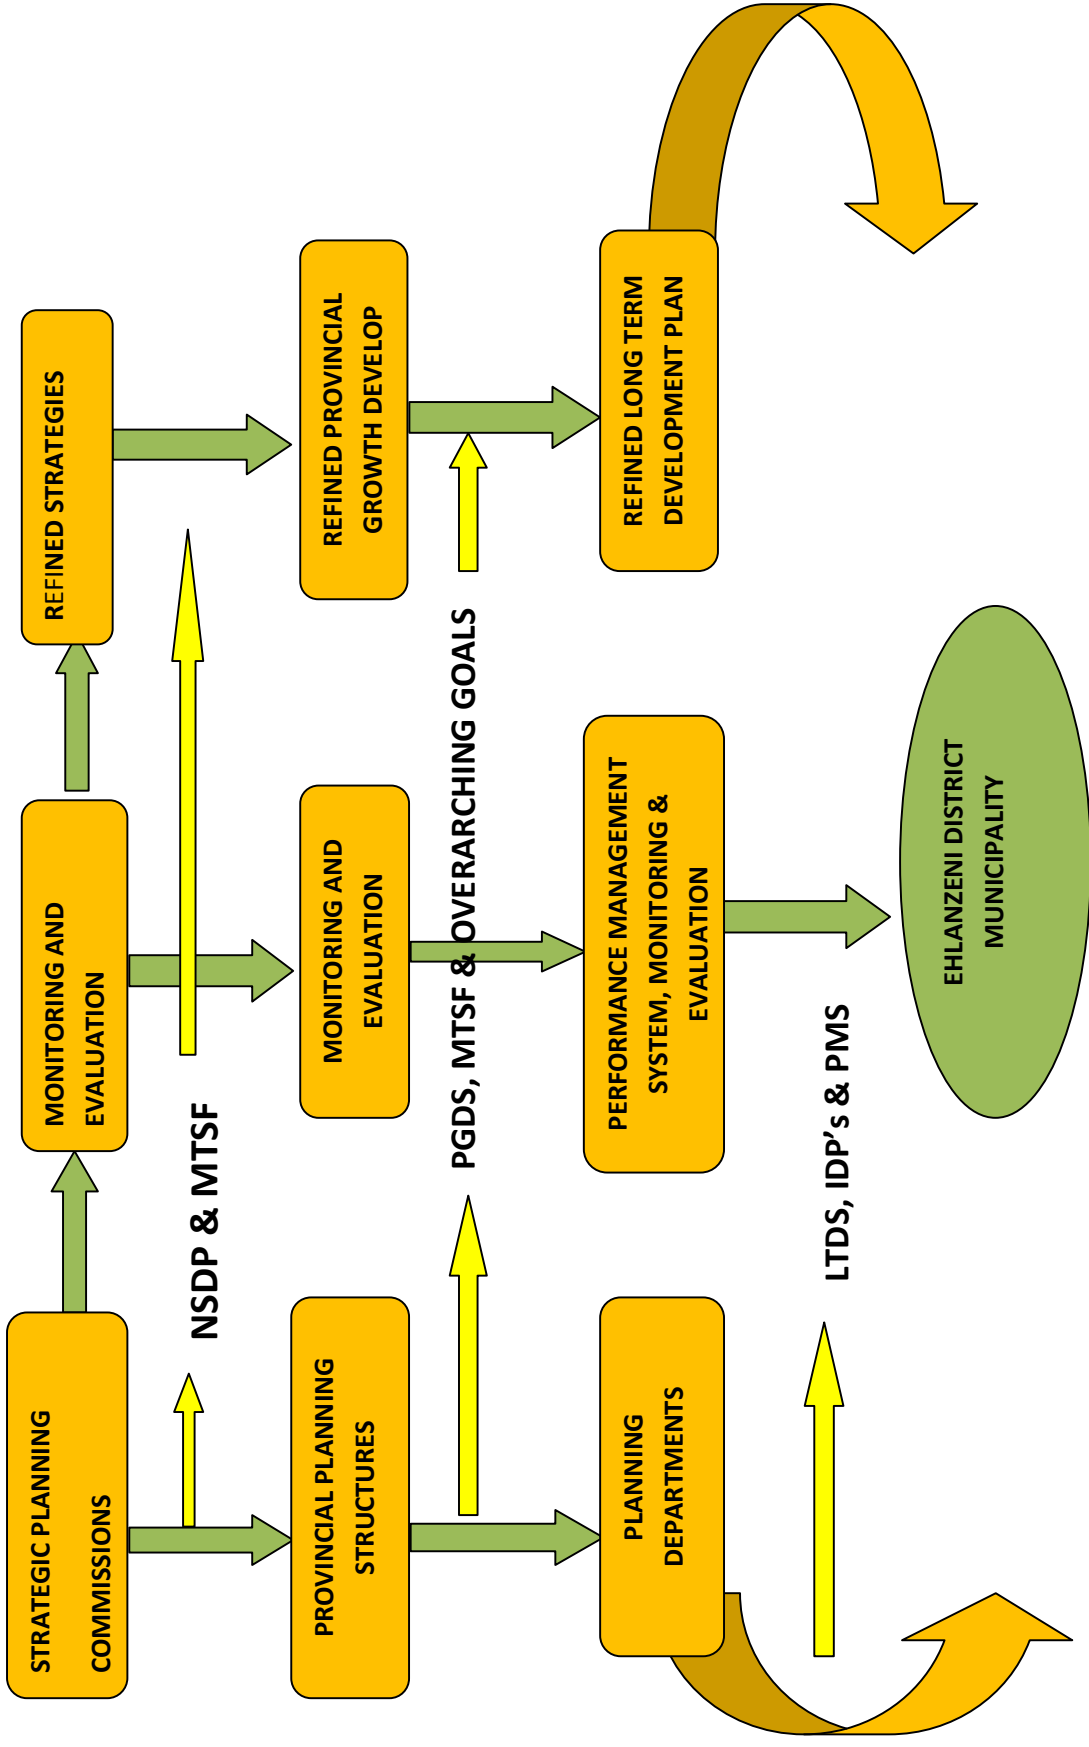 STRATEGIC PLANNING
COMMISSIONS
MONITORING AND
EVALUATION
REFINED STRATEGIES
NSDP & MTSF
PROVINCIAL PLANNING
STRUCTURES
MONITORING AND
EVALUATION
REFINED PROVINCIAL
GROWTH DEVELOP
PGDS, MTSF & OVERARCHING GOALS
PLANNING
DEPARTMENTS
PERFORMANCE MANAGEMENT
SYSTEM, MONITORING &
EVALUATION
REFINED LONG TERM
DEVELOPMENT PLAN
LTDS, IDP's & PMS
EHLANZENI DISTRICT
MUNICIPALITY